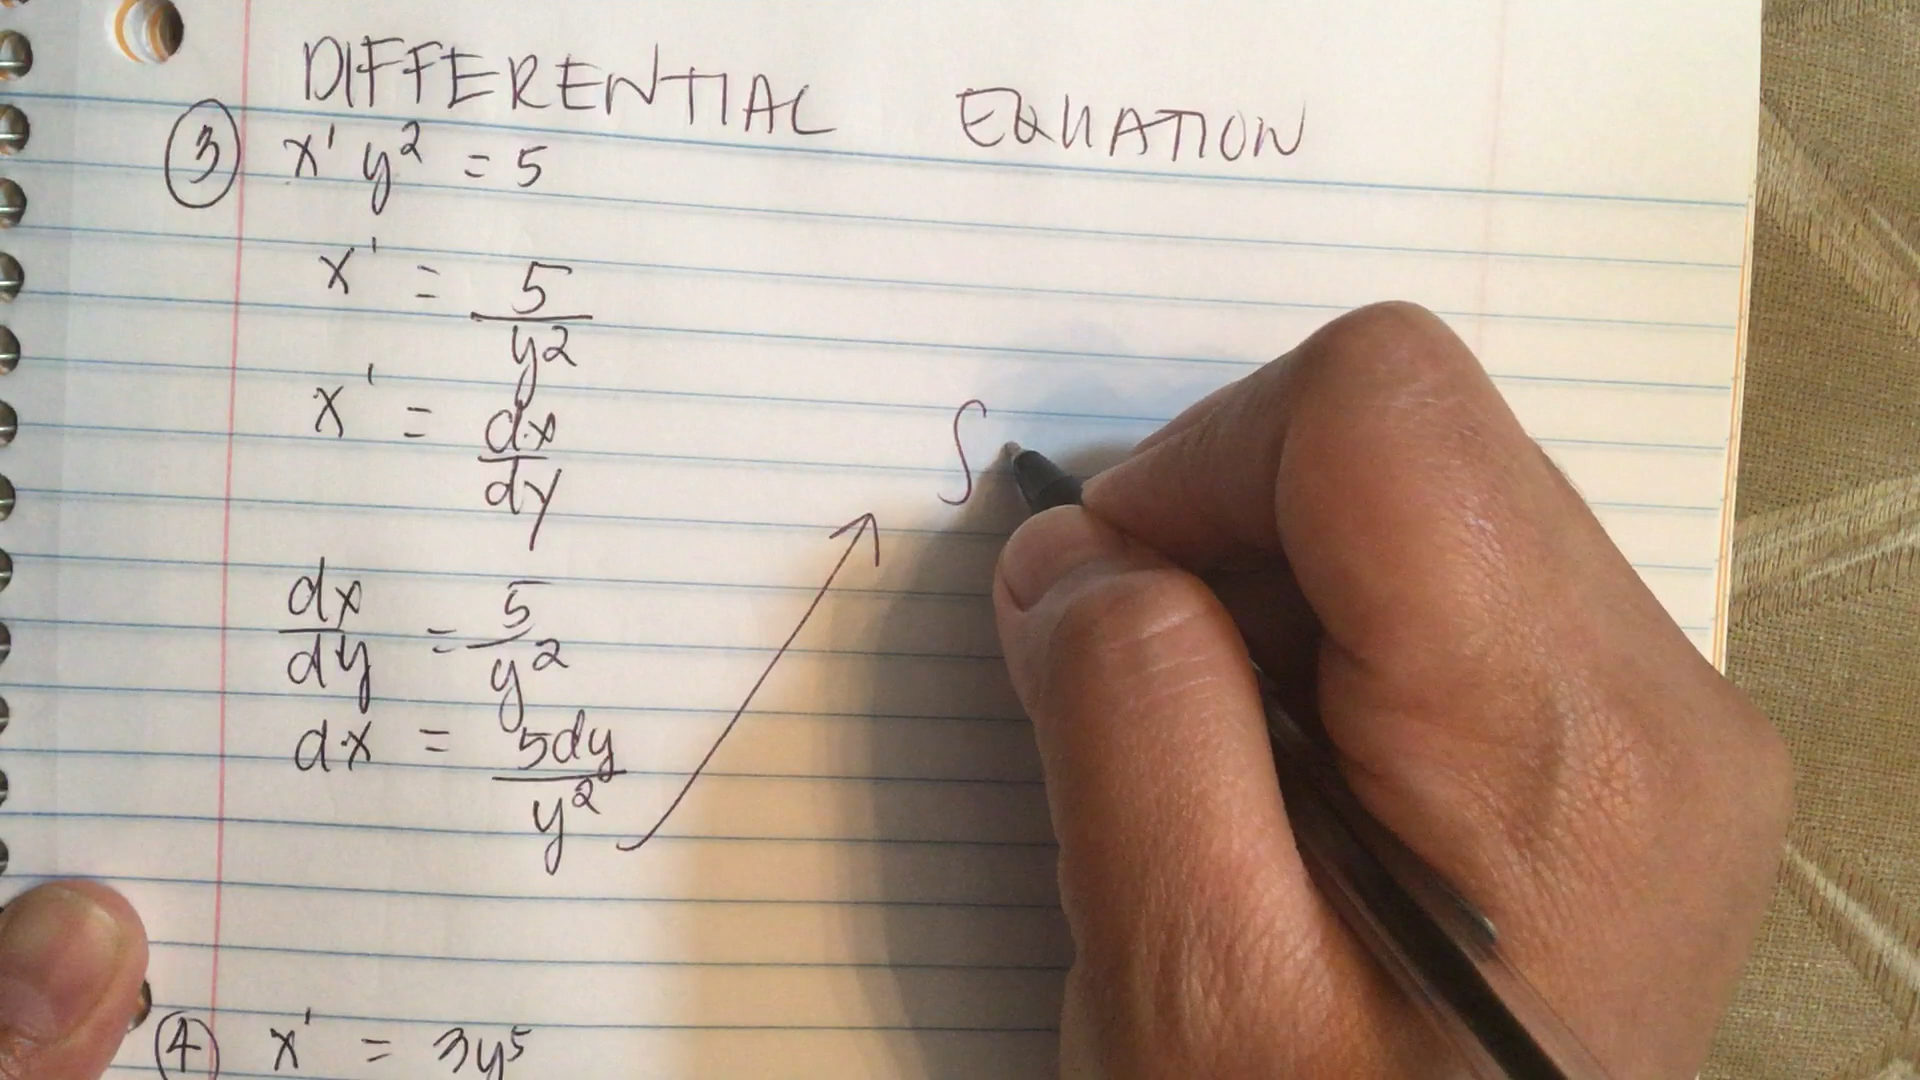 DIFFERENTIAL EQUATION
③ x' y² = 5
x' = 5/y²
x' = dx/dy
dx/dy = 5/y²
dx = 5dy/y²
∫
④ x' = 3y⁵